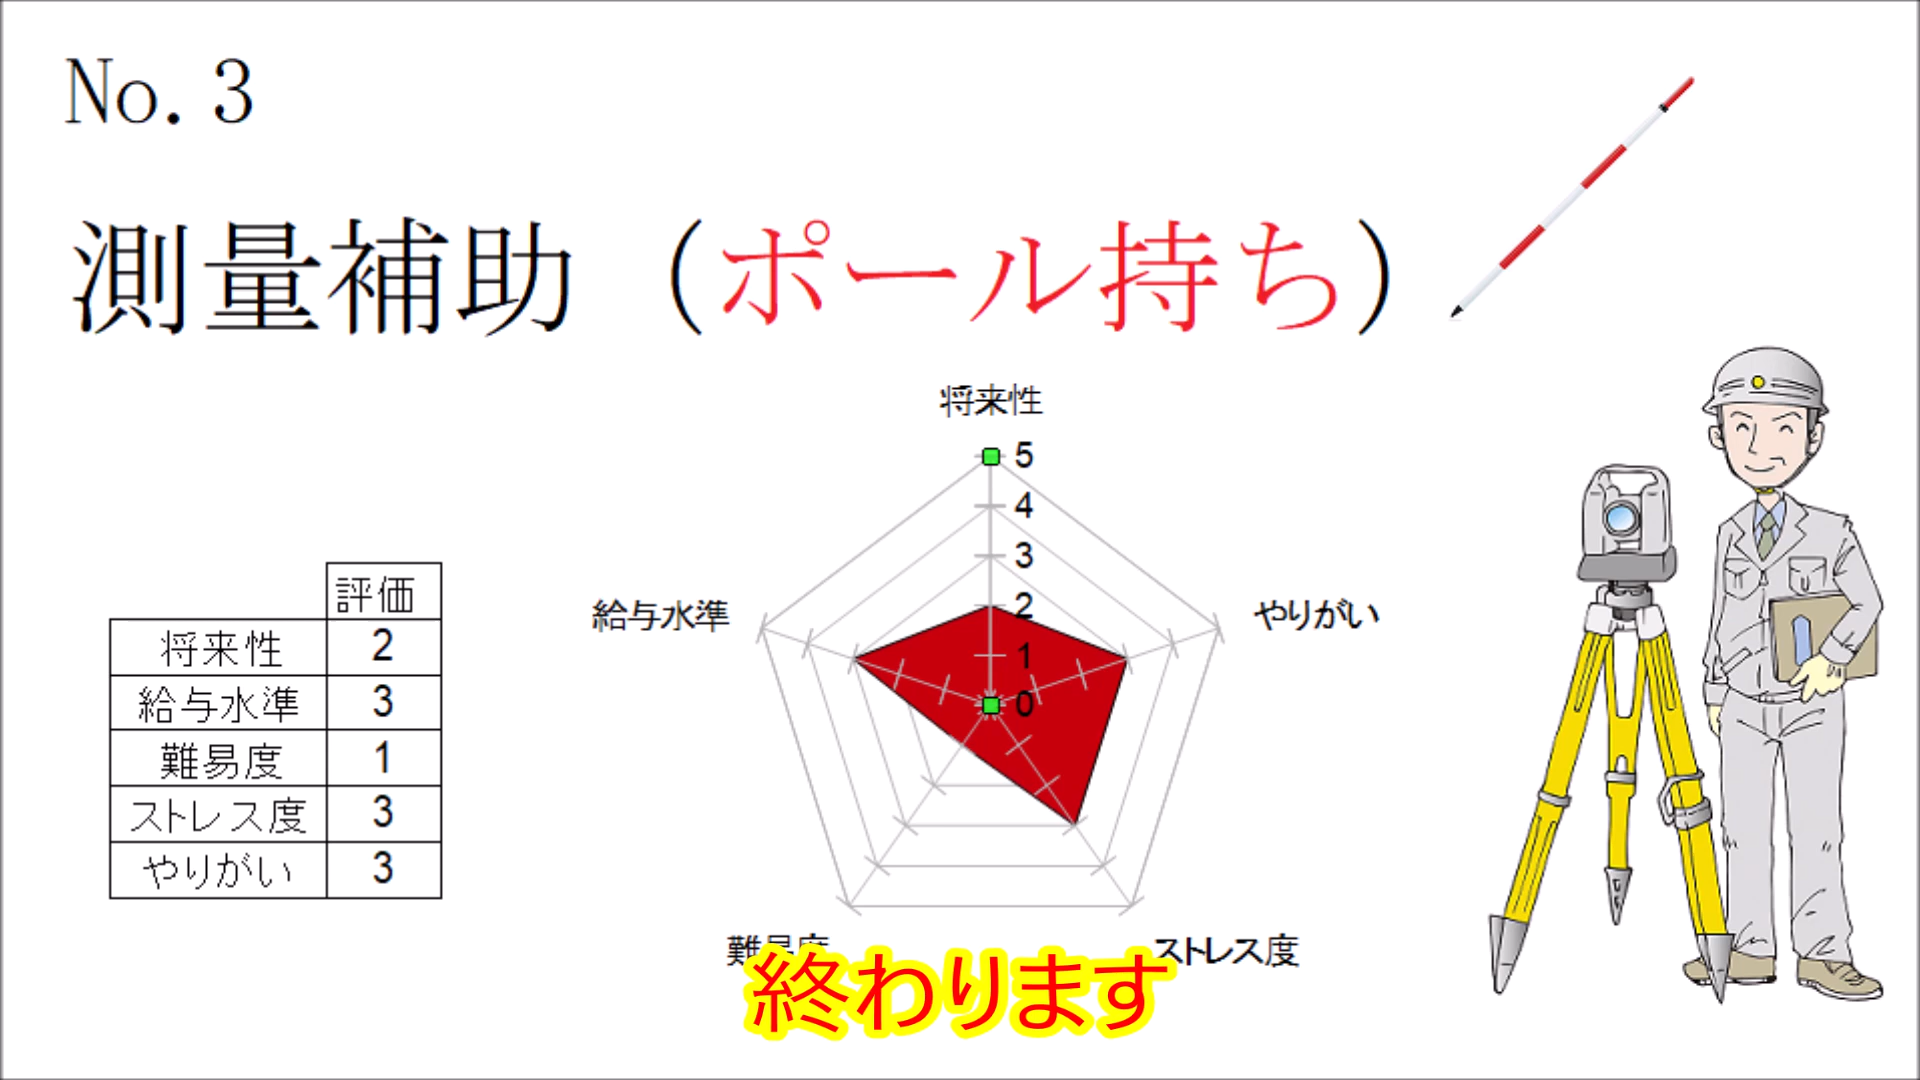 No.3
測量補助（ポール持ち）
評価
将来性 2
給与水準 3
難易度 1
ストレス度 3
やりがい 3
将来性
5
4
3
2
1
0
給与水準
やりがい
難易度
ストレス度
終わります